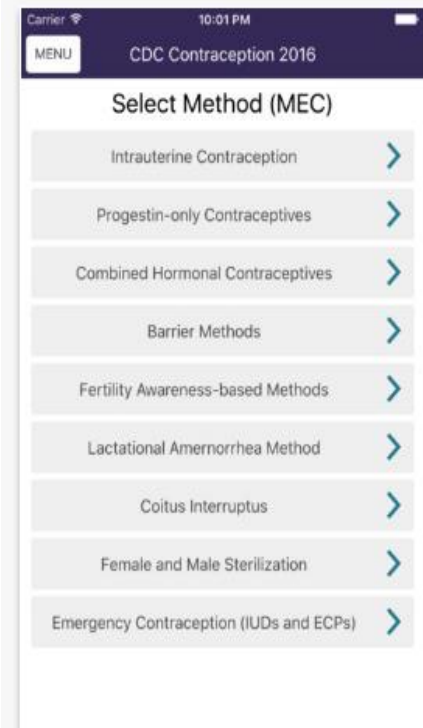 Carrier 10:01 PM
MENU CDC Contraception 2016
Select Method (MEC)
Intrauterine Contraception
Progestin-only Contraceptives
Combined Hormonal Contraceptives
Barrier Methods
Fertility Awareness-based Methods
Lactational Amernorrhea Method
Coitus Interruptus
Female and Male Sterilization
Emergency Contraception (IUDs and ECPs)